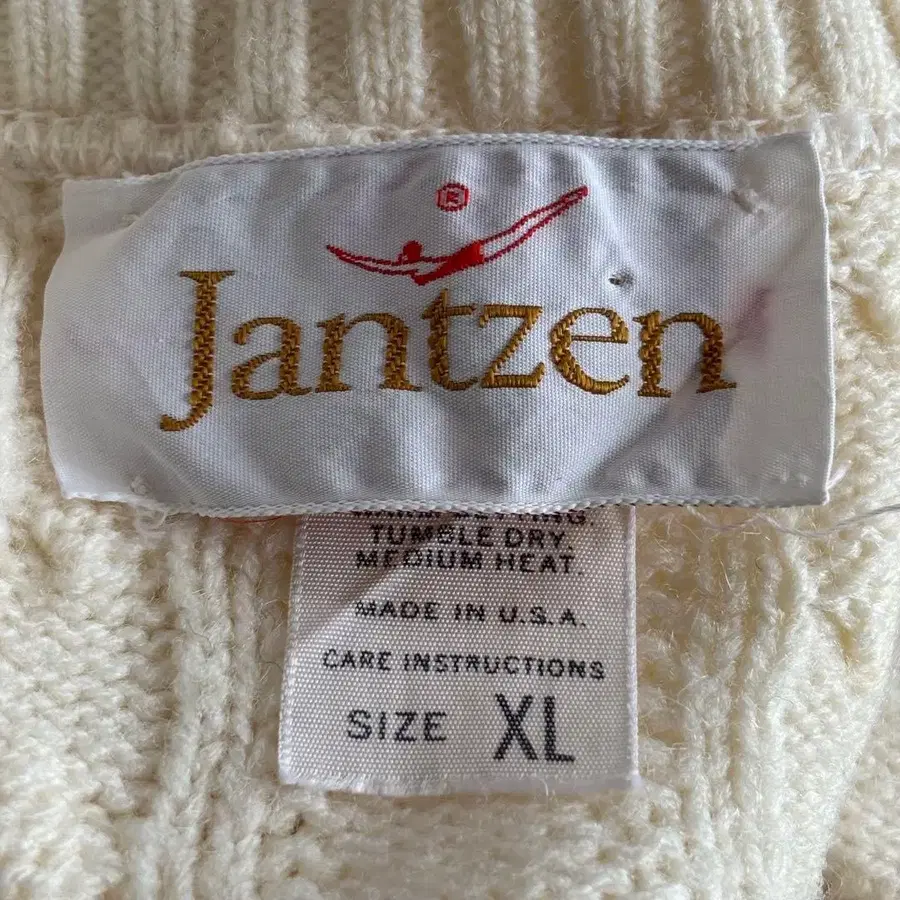 ®
Jantzen
TUMBLE DRY.
MEDIUM HEAT.
MADE IN U.S.A.
CARE INSTRUCTIONS
SIZE XL